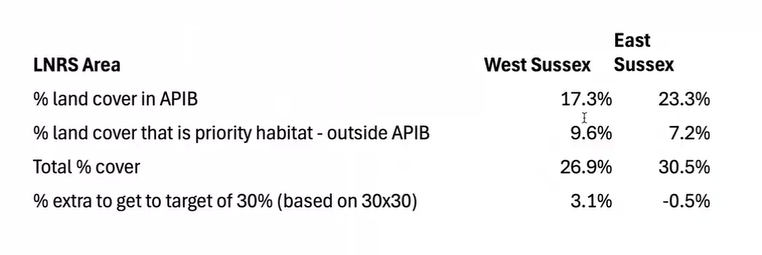 LNRS Area West Sussex East Sussex
% land cover in APIB 17.3% 23.3%
% land cover that is priority habitat - outside APIB 9.6% 7.2%
Total % cover 26.9% 30.5%
% extra to get to target of 30% (based on 30x30) 3.1% -0.5%